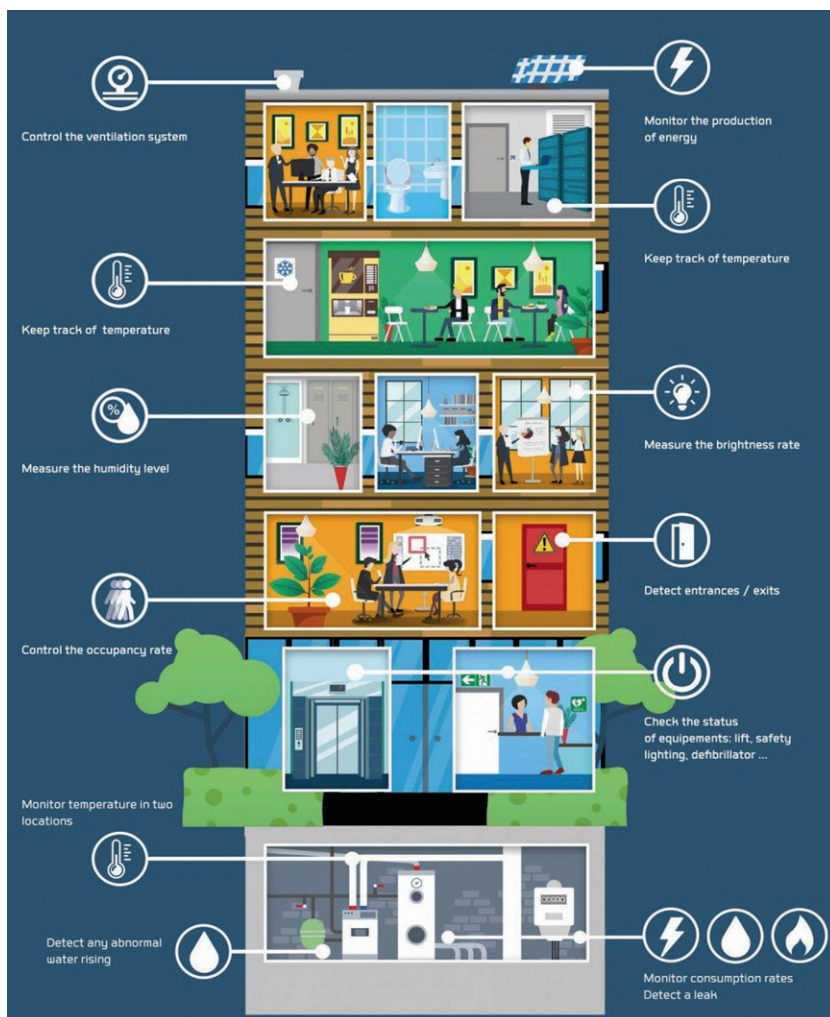 Control the ventilation system
Monitor the production
of energy
Keep track of temperature
Keep track of temperature
%
Measure the humidity level
Measure the brightness rate
Detect entrances / exits
Control the occupancy rate
Check the status
of equipements: lift, safety
lighting, defibrillator ...
Monitor temperature in two
locations
Detect any abnormal
water rising
Monitor consumption rates
Detect a leak